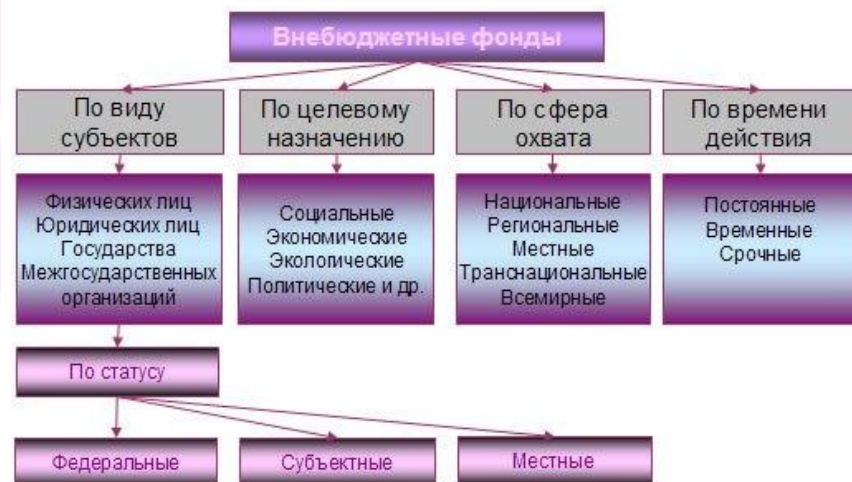 Внебюджетные фонды
По виду
субъектов
По целевому
назначению
По сфера
охвата
По времени
действия
Физических лиц
Юридических лиц
Государства
Межгосударственных
организаций
Социальные
Экономические
Экологические
Политические и др.
Национальные
Региональные
Местные
Транснациональные
Всемирные
Постоянные
Временные
Срочные
По статусу
Федеральные
Субъектные
Местные